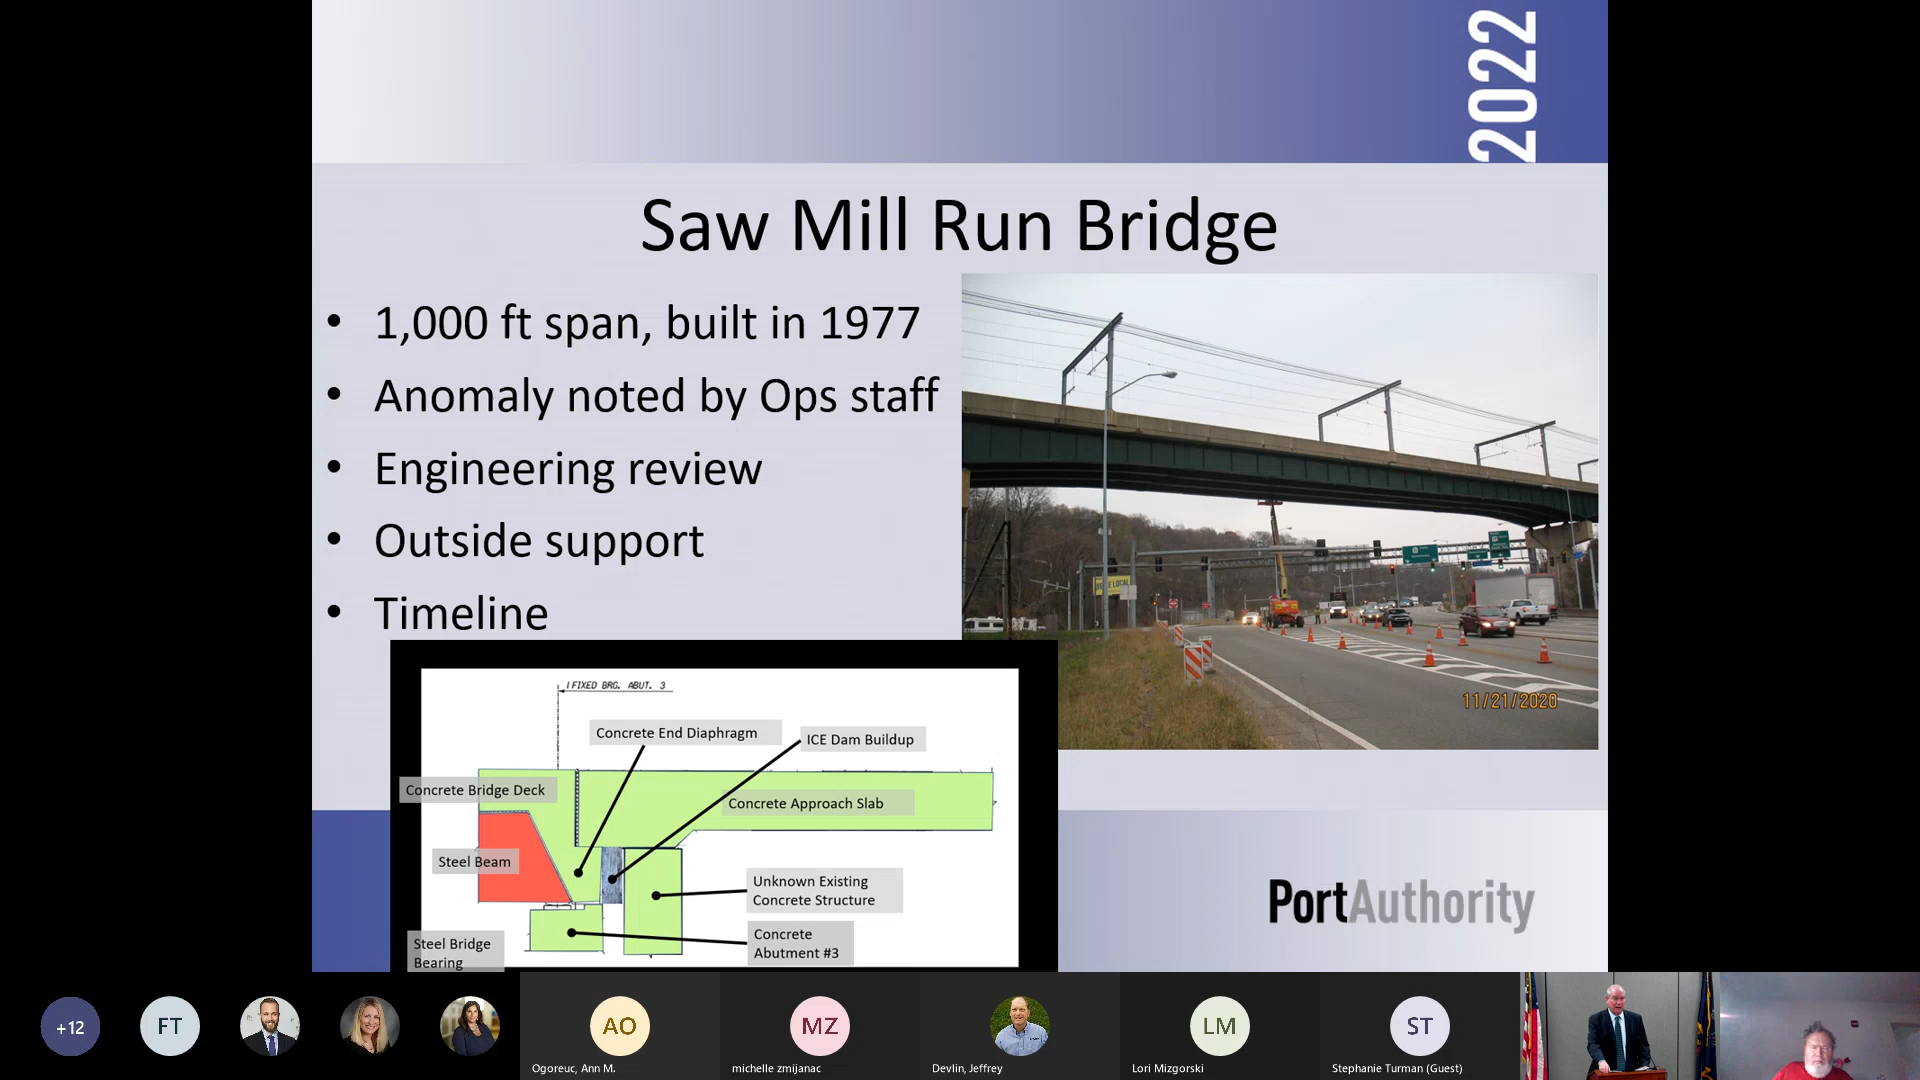 2022
Saw Mill Run Bridge
• 1,000 ft span, built in 1977
• Anomaly noted by Ops staff
• Engineering review
• Outside support
• Timeline
11/21/2020
FIXED BRG. ABUT. 3
Concrete End Diaphragm
ICE Dam Buildup
Concrete Bridge Deck
Concrete Approach Slab
Steel Beam
Unknown Existing
Concrete Structure
Concrete
Abutment #3
Steel Bridge
Bearing
PortAuthority
+12
FT
AO
MZ
LM
ST
Ogoreuc, Ann M.
michelle zmijanac
Devlin, Jeffrey
Lori Mizgorski
Stephanie Turman (Guest)